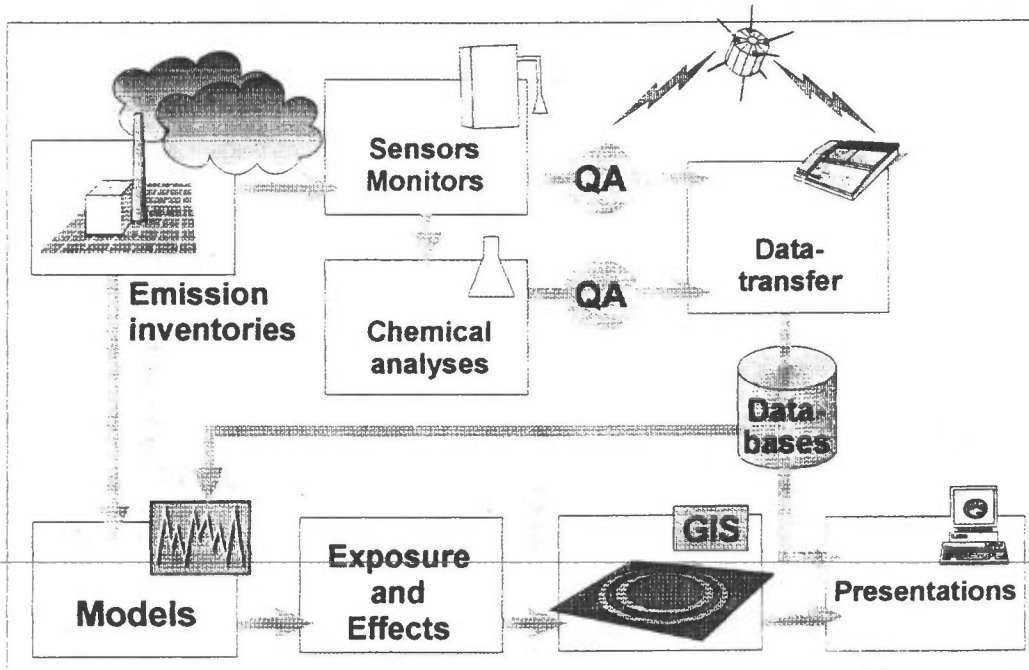 Sensors
Monitors
QA
Data-
transfer
Emission
inventories
Chemical
analyses
QA
Data-
bases
Models
Exposure
and
Effects
GIS
Presentations